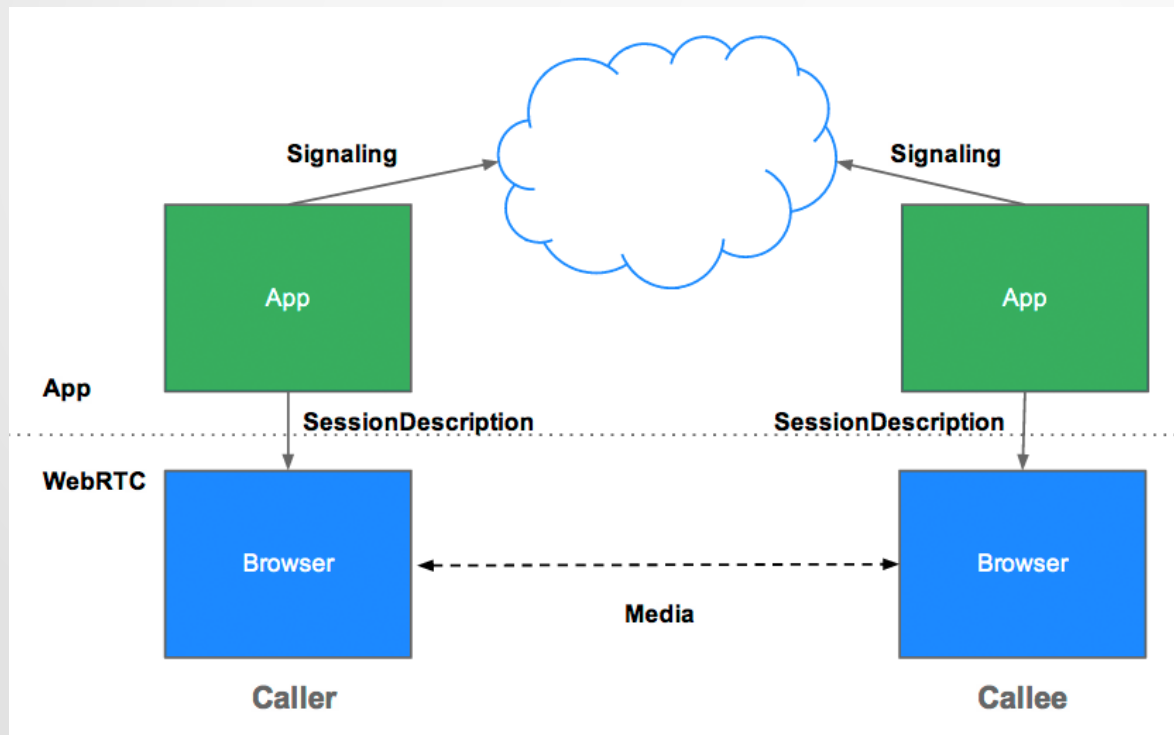 Signaling
Signaling
App
App
App
SessionDescription
SessionDescription
WebRTC
Browser
Browser
Media
Caller
Callee